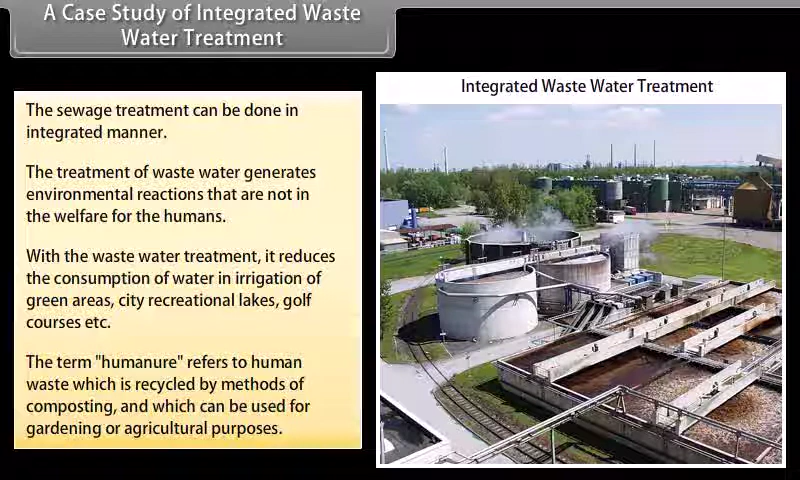 A Case Study of Integrated Waste
Water Treatment
Integrated Waste Water Treatment
The sewage treatment can be done in
integrated manner.
The treatment of waste water generates
environmental reactions that are not in
the welfare for the humans.
With the waste water treatment, it reduces
the consumption of water in irrigation of
green areas, city recreational lakes, golf
courses etc.
The term "humanure" refers to human
waste which is recycled by methods of
composting, and which can be used for
gardening or agricultural purposes.